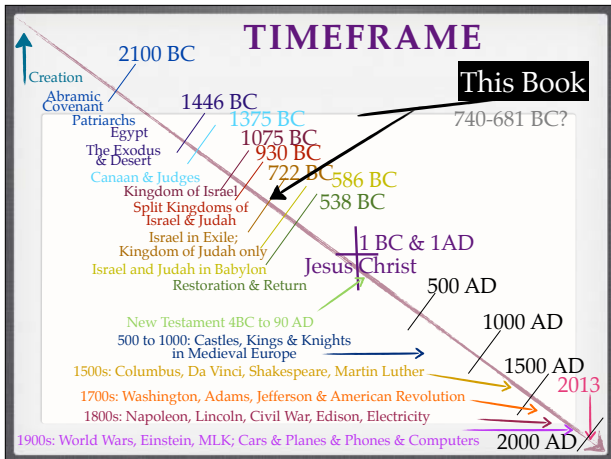 TIMEFRAME
2100 BC
This Book
Creation
Abramic
Covenant
1446 BC
740-681 BC?
Patriarchs
1375 BC
Egypt
1075 BC
The Exodus
& Desert
930 BC
Canaan & Judges
722 BC
586 BC
Kingdom of Israel
538 BC
Split Kingdoms of
Israel & Judah
Israel in Exile;
Kingdom of Judah only
1 BC & 1AD
Israel and Judah in Babylon
Jesus Christ
Restoration & Return
500 AD
New Testament 4BC to 90 AD
1000 AD
500 to 1000: Castles, Kings & Knights
in Medieval Europe
1500 AD
1500s: Columbus, Da Vinci, Shakespeare, Martin Luther
2013
1700s: Washington, Adams, Jefferson & American Revolution
1800s: Napoleon, Lincoln, Civil War, Edison, Electricity
1900s: World Wars, Einstein, MLK; Cars & Planes & Phones & Computers
2000 AD